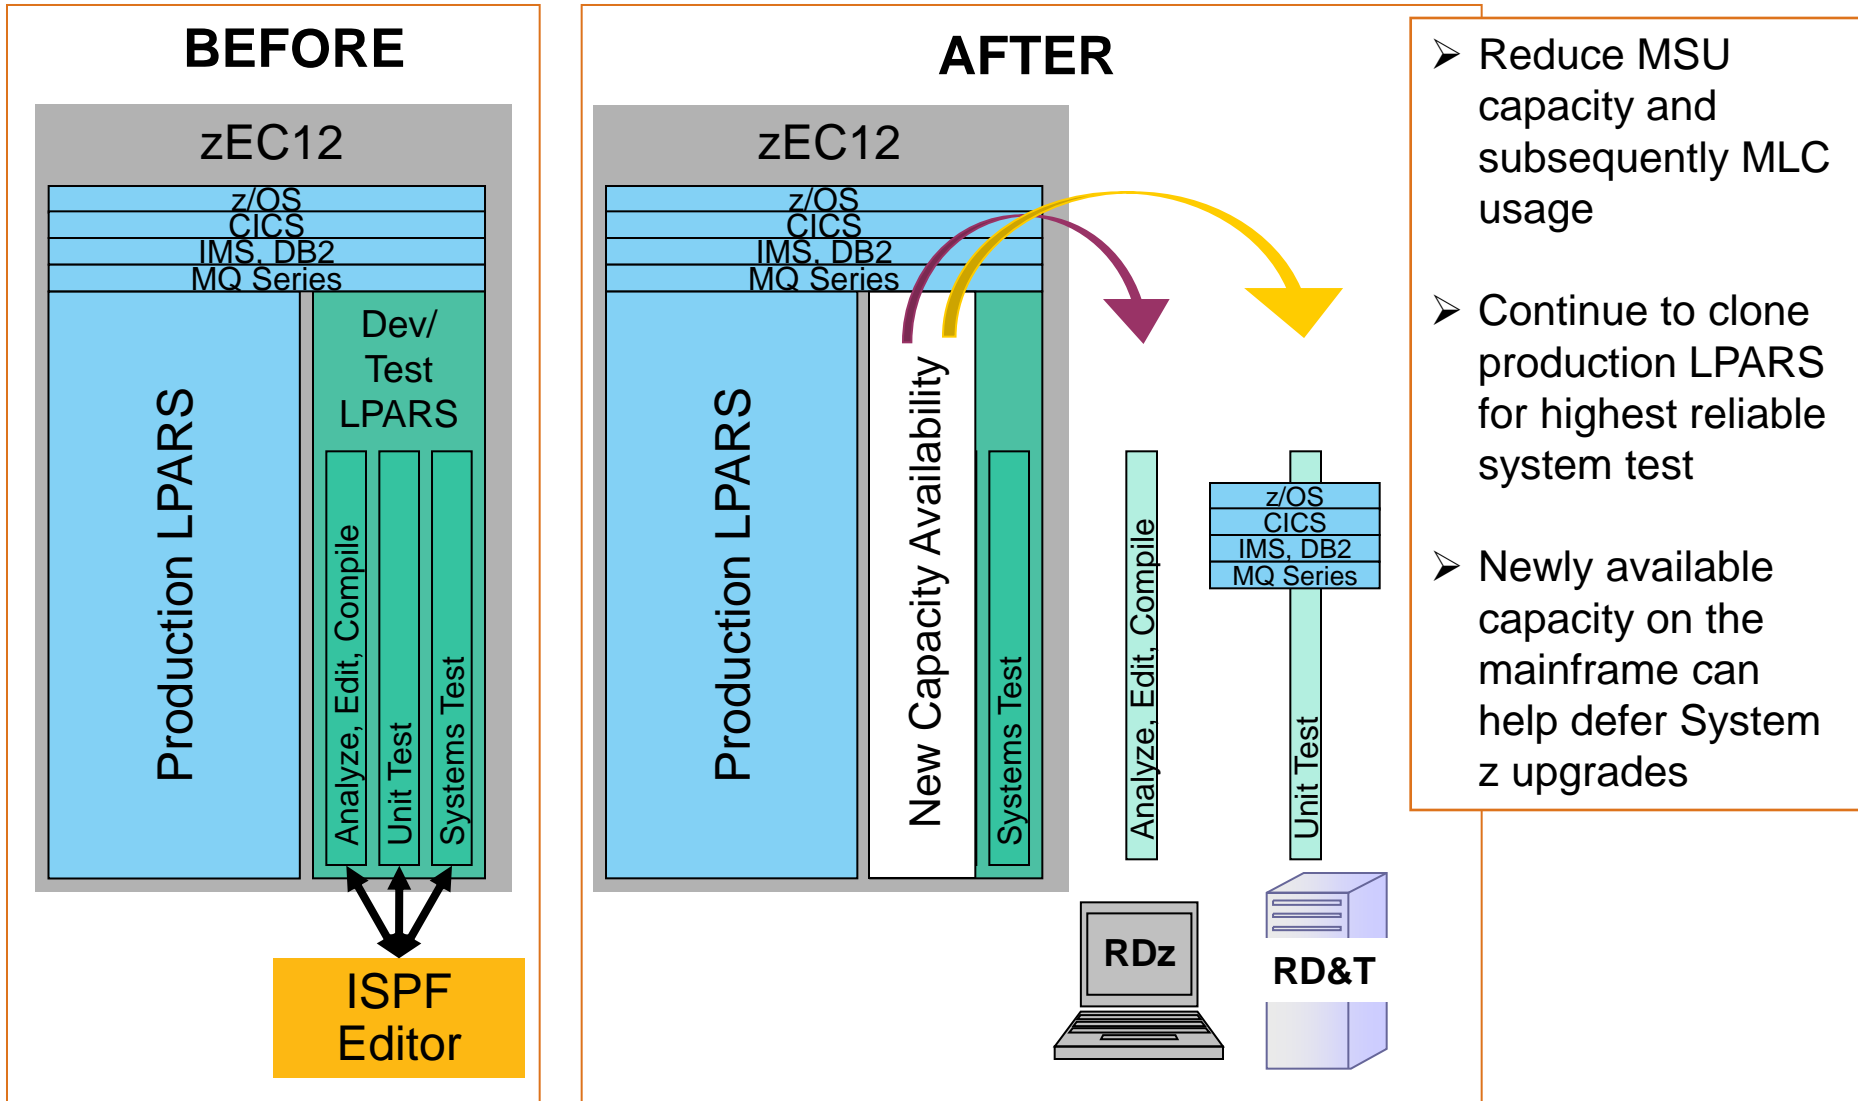 BEFORE
zEC12
z/OS
CICS
IMS, DB2
MQ Series
Production LPARS
Dev/
Test
LPARS
Analyze, Edit, Compile
Unit Test
Systems Test
ISPF
Editor
AFTER
zEC12
z/OS
CICS
IMS, DB2
MQ Series
Production LPARS
New Capacity Availability
Systems Test
Analyze, Edit, Compile
z/OS
CICS
IMS, DB2
MQ Series
Unit Test
RDz
RD&T
➢ Reduce MSU
capacity and
subsequently MLC
usage
➢ Continue to clone
production LPARS
for highest reliable
system test
➢ Newly available
capacity on the
mainframe can
help defer System
z upgrades